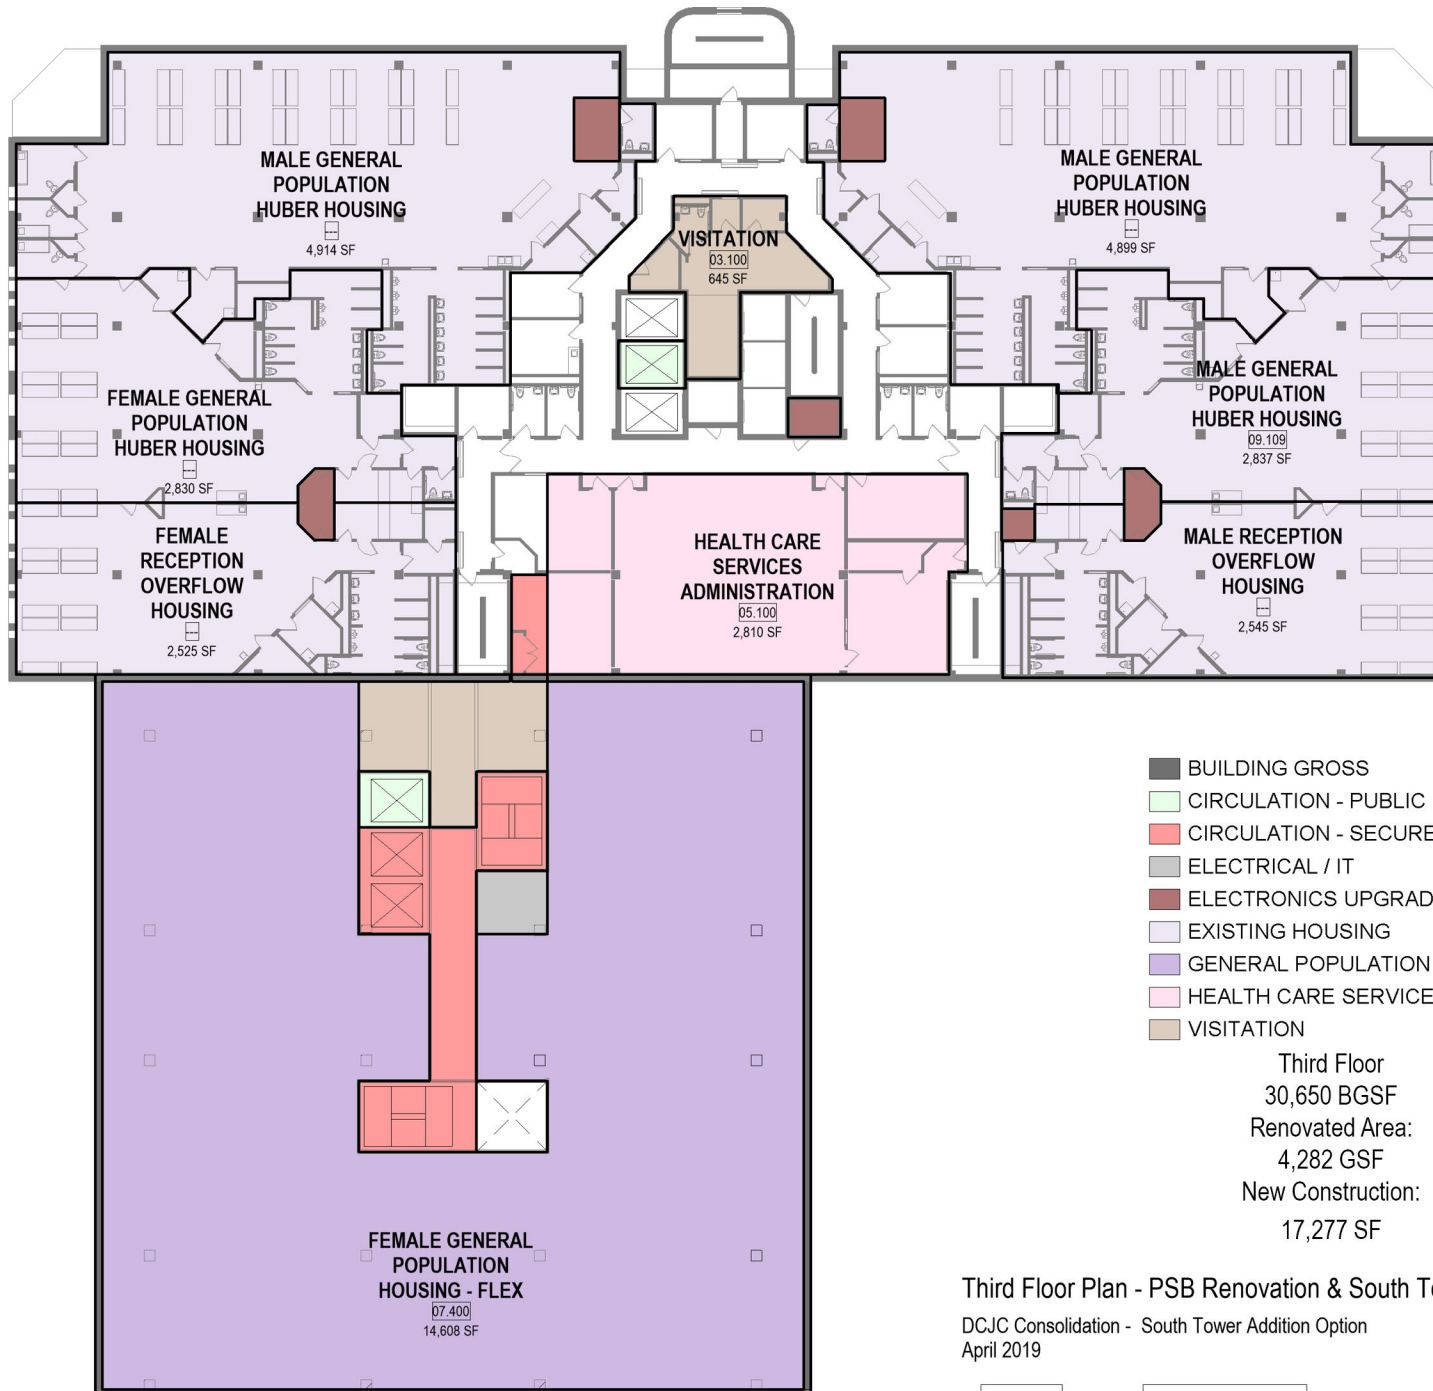 MALE GENERAL
POPULATION
HUBER HOUSING
---
4,914 SF
MALE GENERAL
POPULATION
HUBER HOUSING
---
4,899 SF
VISITATION
03.100
645 SF
FEMALE GENERAL
POPULATION
HUBER HOUSING
---
2,830 SF
MALE GENERAL
POPULATION
HUBER HOUSING
09.109
2,837 SF
FEMALE
RECEPTION
OVERFLOW
HOUSING
---
2,525 SF
HEALTH CARE
SERVICES
ADMINISTRATION
05.100
2,810 SF
MALE RECEPTION
OVERFLOW
HOUSING
---
2,545 SF
BUILDING GROSS
CIRCULATION - PUBLIC
CIRCULATION - SECURE
ELECTRICAL / IT
ELECTRONICS UPGRAD
EXISTING HOUSING
GENERAL POPULATION
HEALTH CARE SERVICE
VISITATION
Third Floor
30,650 BGSF
Renovated Area:
4,282 GSF
New Construction:
17,277 SF
FEMALE GENERAL
POPULATION
HOUSING - FLEX
07.400
14,608 SF
Third Floor Plan - PSB Renovation & South T
DCJC Consolidation - South Tower Addition Option
April 2019